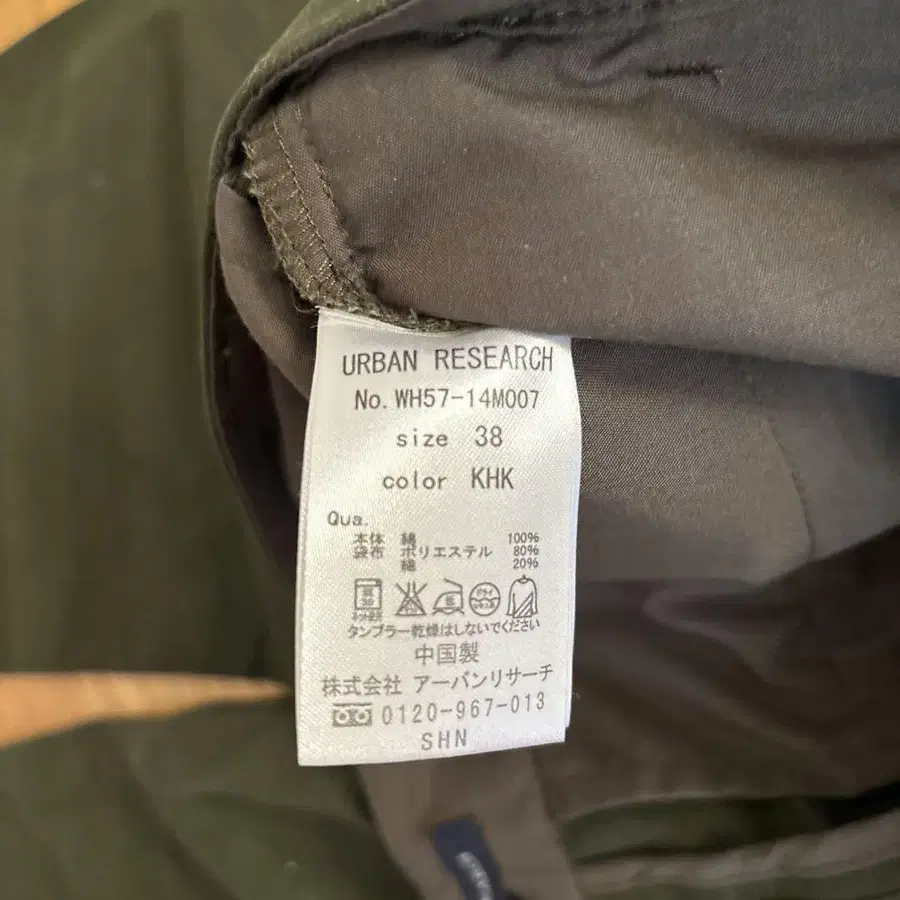 URBAN RESEARCH
No. WH57-14M007
size 38
color KHK
Qua.
本体 綿 100%
袋布 ポリエステル 80%
綿 20%
タンブラー乾燥はしないでください
中国製
株式会社 アーバンリサーチ
0120-967-013
SHN